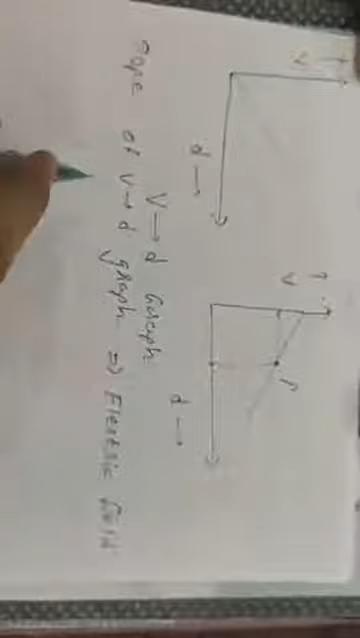 ↑
V
d →
↑
V
P
d →
V → d Graph
Slope of V → d graph ⇒ Electric field